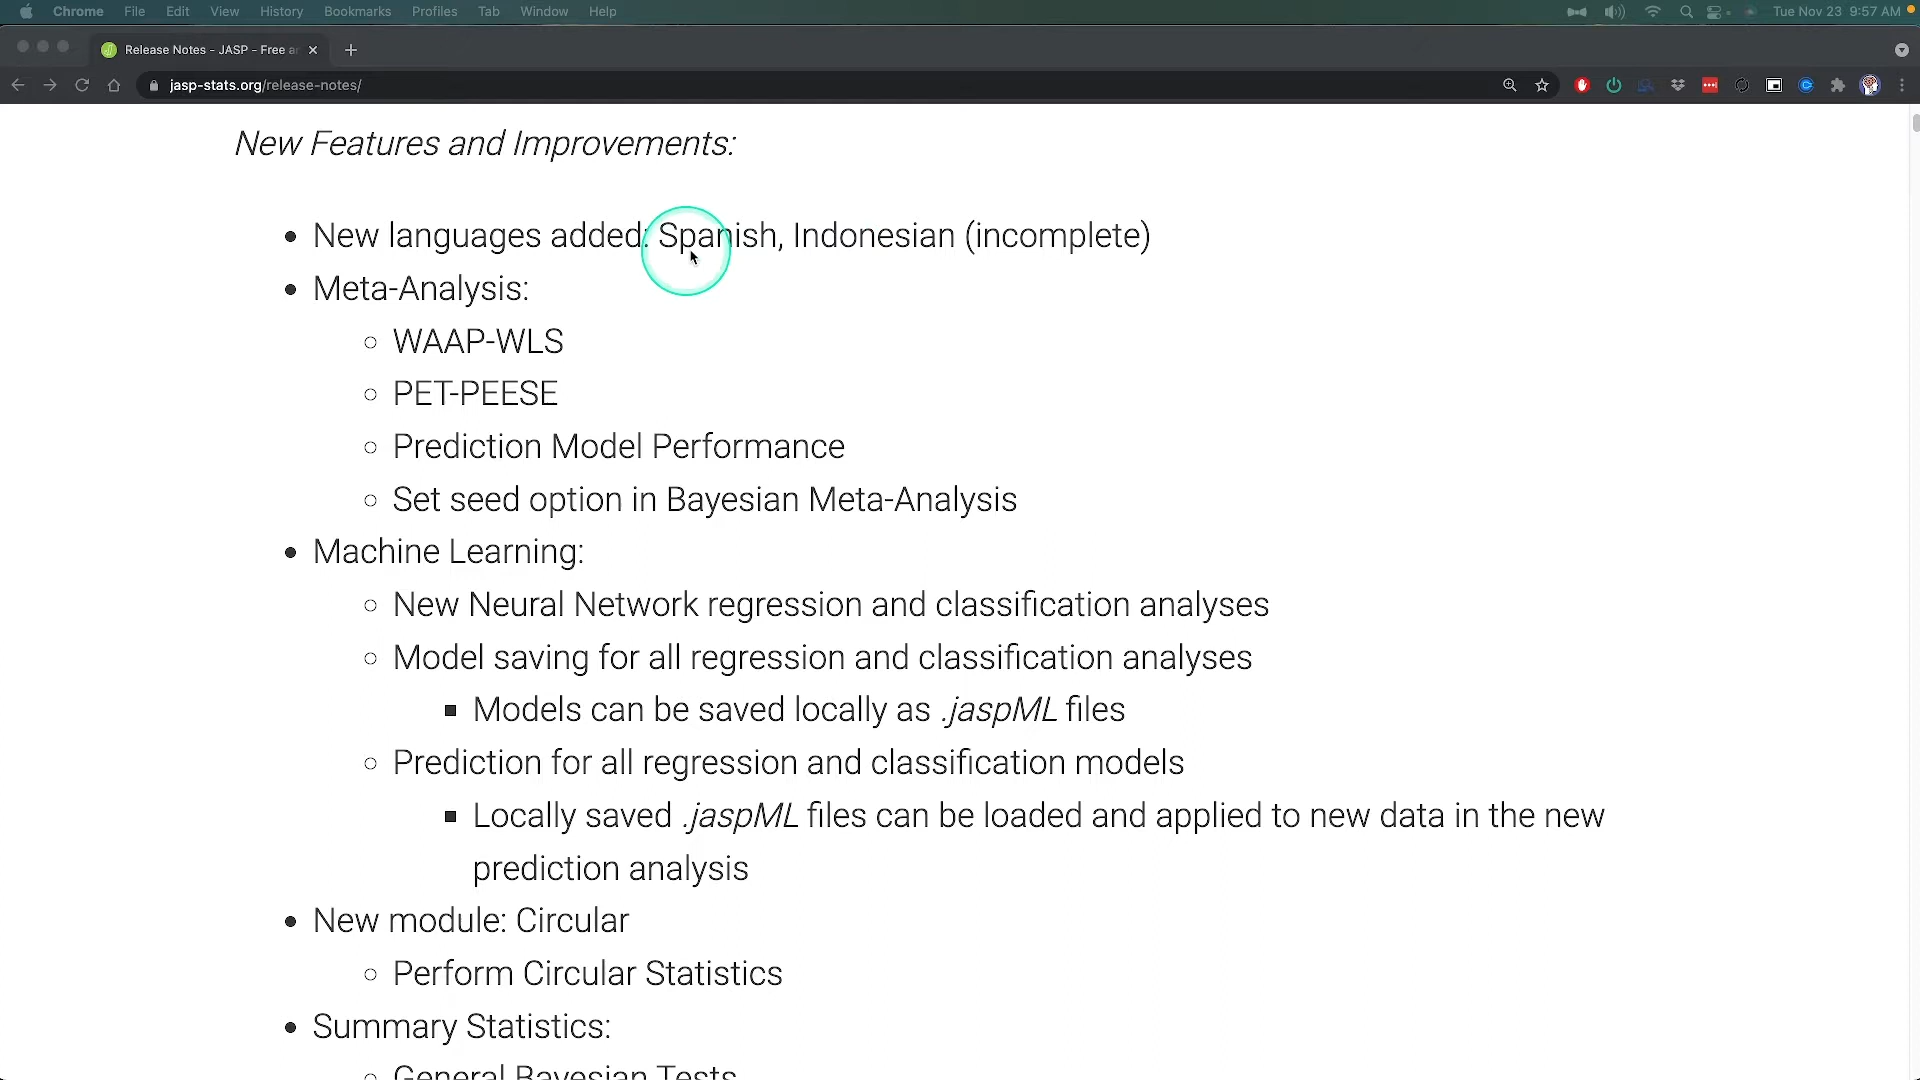 Chrome File Edit View History Bookmarks Profiles Tab Window Help Tue Nov 23 9:57 AM
Release Notes - JASP - Free a
jasp-stats.org/release-notes/
New Features and Improvements:
New languages added: Spanish, Indonesian (incomplete)
Meta-Analysis:
WAAP-WLS
PET-PEESE
Prediction Model Performance
Set seed option in Bayesian Meta-Analysis
Machine Learning:
New Neural Network regression and classification analyses
Model saving for all regression and classification analyses
Models can be saved locally as .jaspML files
Prediction for all regression and classification models
Locally saved .jaspML files can be loaded and applied to new data in the new
prediction analysis
New module: Circular
Perform Circular Statistics
Summary Statistics:
General Bayesian Tests